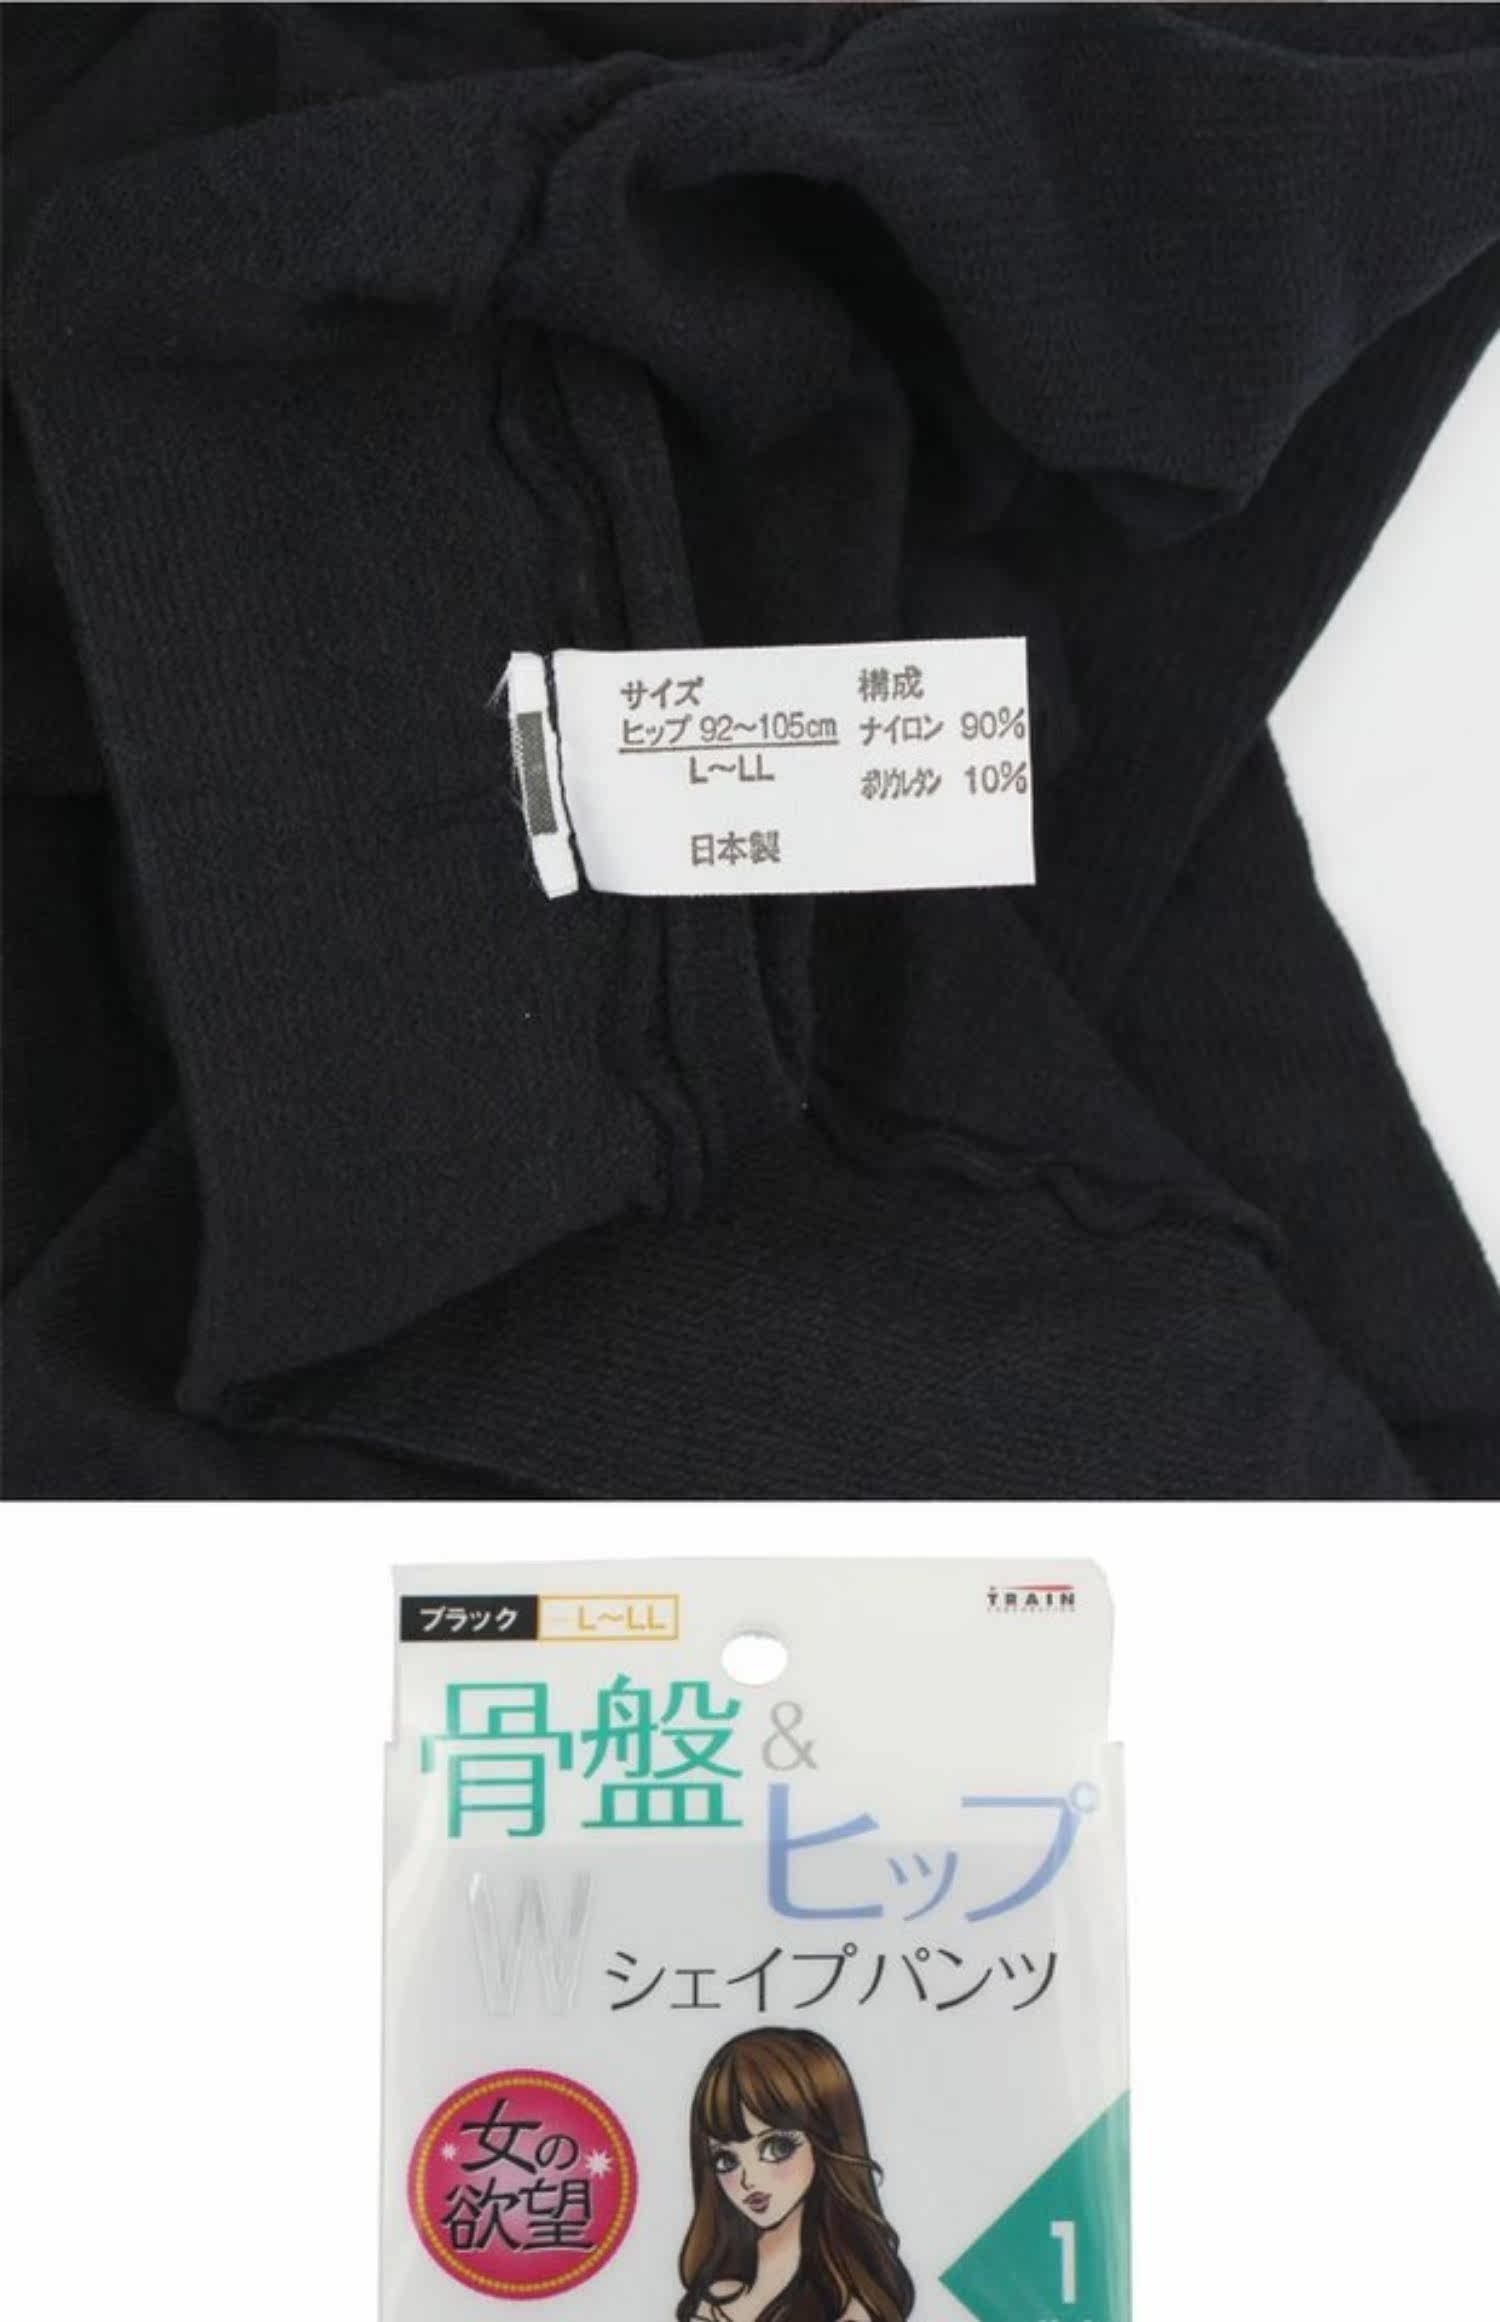 サイズ
ヒップ 92~105cm
L~LL
日本製
構成
ナイロン 90%
ポリウレタン 10%
ブラック
L~LL
TRAIN
骨盤
&
ヒップ
W
シェイプパンツ
女の
欲望
1